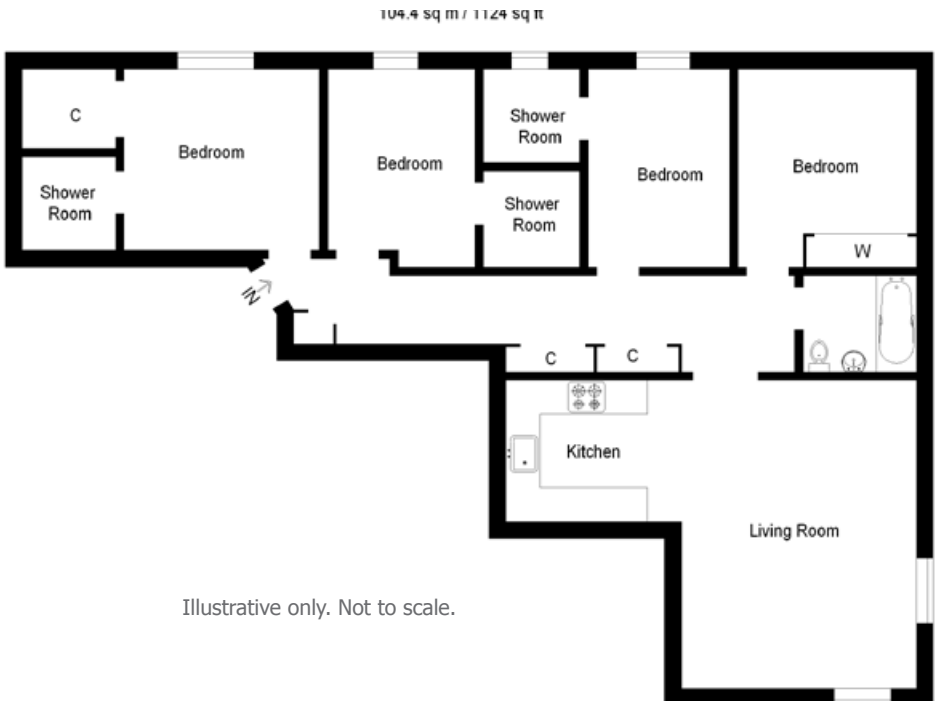 104.4 sq m / 1124 sq ft
C
Bedroom
Shower
Room
Bedroom
Shower
Room
Shower
Room
Bedroom
Bedroom
W
IN
C
C
Kitchen
Living Room
Illustrative only. Not to scale.